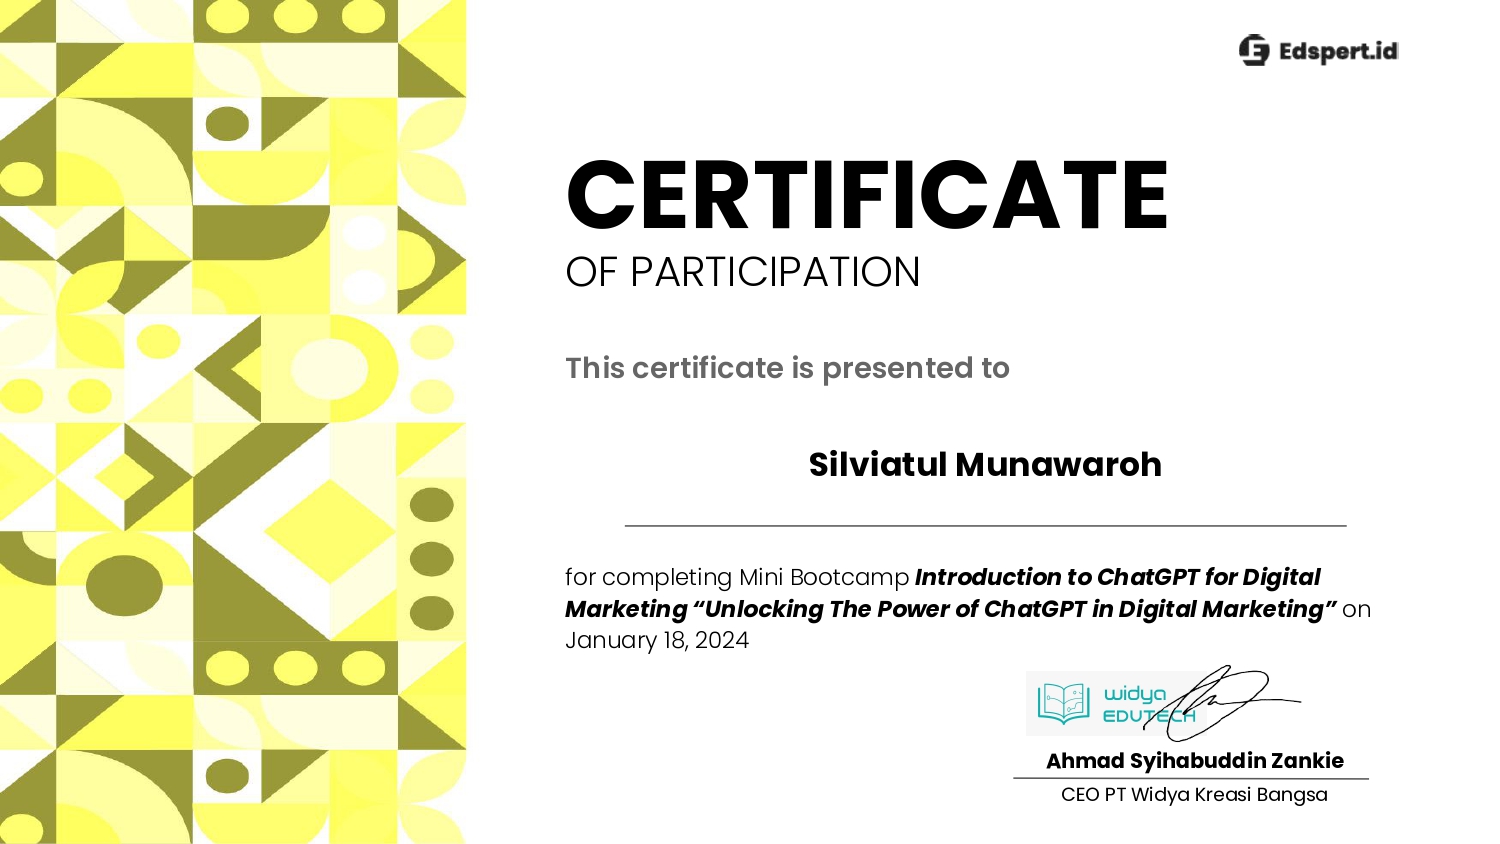 Edspert.id
CERTIFICATE
OF PARTICIPATION
This certificate is presented to
Silviatul Munawaroh
for completing Mini Bootcamp Introduction to ChatGPT for Digital
Marketing “Unlocking The Power of ChatGPT in Digital Marketing” on
January 18, 2024
widya
EDUTECH
Ahmad Syihabuddin Zankie
CEO PT Widya Kreasi Bangsa